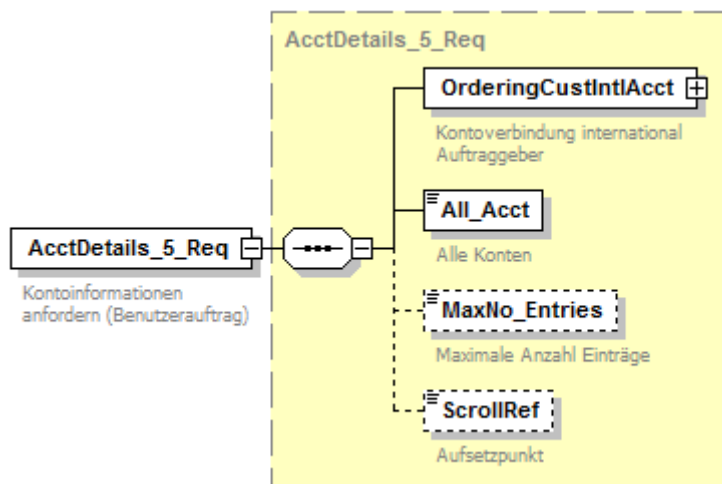 AcctDetails_5_Req
OrderingCustIntlAcct
Kontoverbindung international
Auftraggeber
All_Acct
Alle Konten
AcctDetails_5_Req
Kontoinformationen
anfordern (Benutzerauftrag)
MaxNo_Entries
Maximale Anzahl Einträge
ScrollRef
Aufsetzpunkt